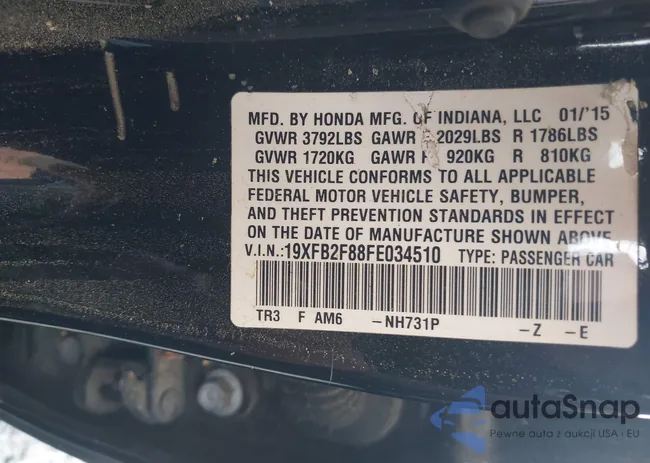 MFD. BY HONDA MFG. OF INDIANA, LLC 01/'15
GVWR 3792LBS GAWR 2029LBS R 1786LBS
GVWR 1720KG GAWR F 920KG R 810KG
THIS VEHICLE CONFORMS TO ALL APPLICABLE
FEDERAL MOTOR VEHICLE SAFETY, BUMPER,
AND THEFT PREVENTION STANDARDS IN EFFECT
ON THE DATE OF MANUFACTURE SHOWN ABOVE.
V.I.N.:19XFB2F88FE034510 TYPE: PASSENGER CAR
TR3 F AM6 -NH731P -Z -E
autaSnap
Pewne auta z aukcji USA i EU